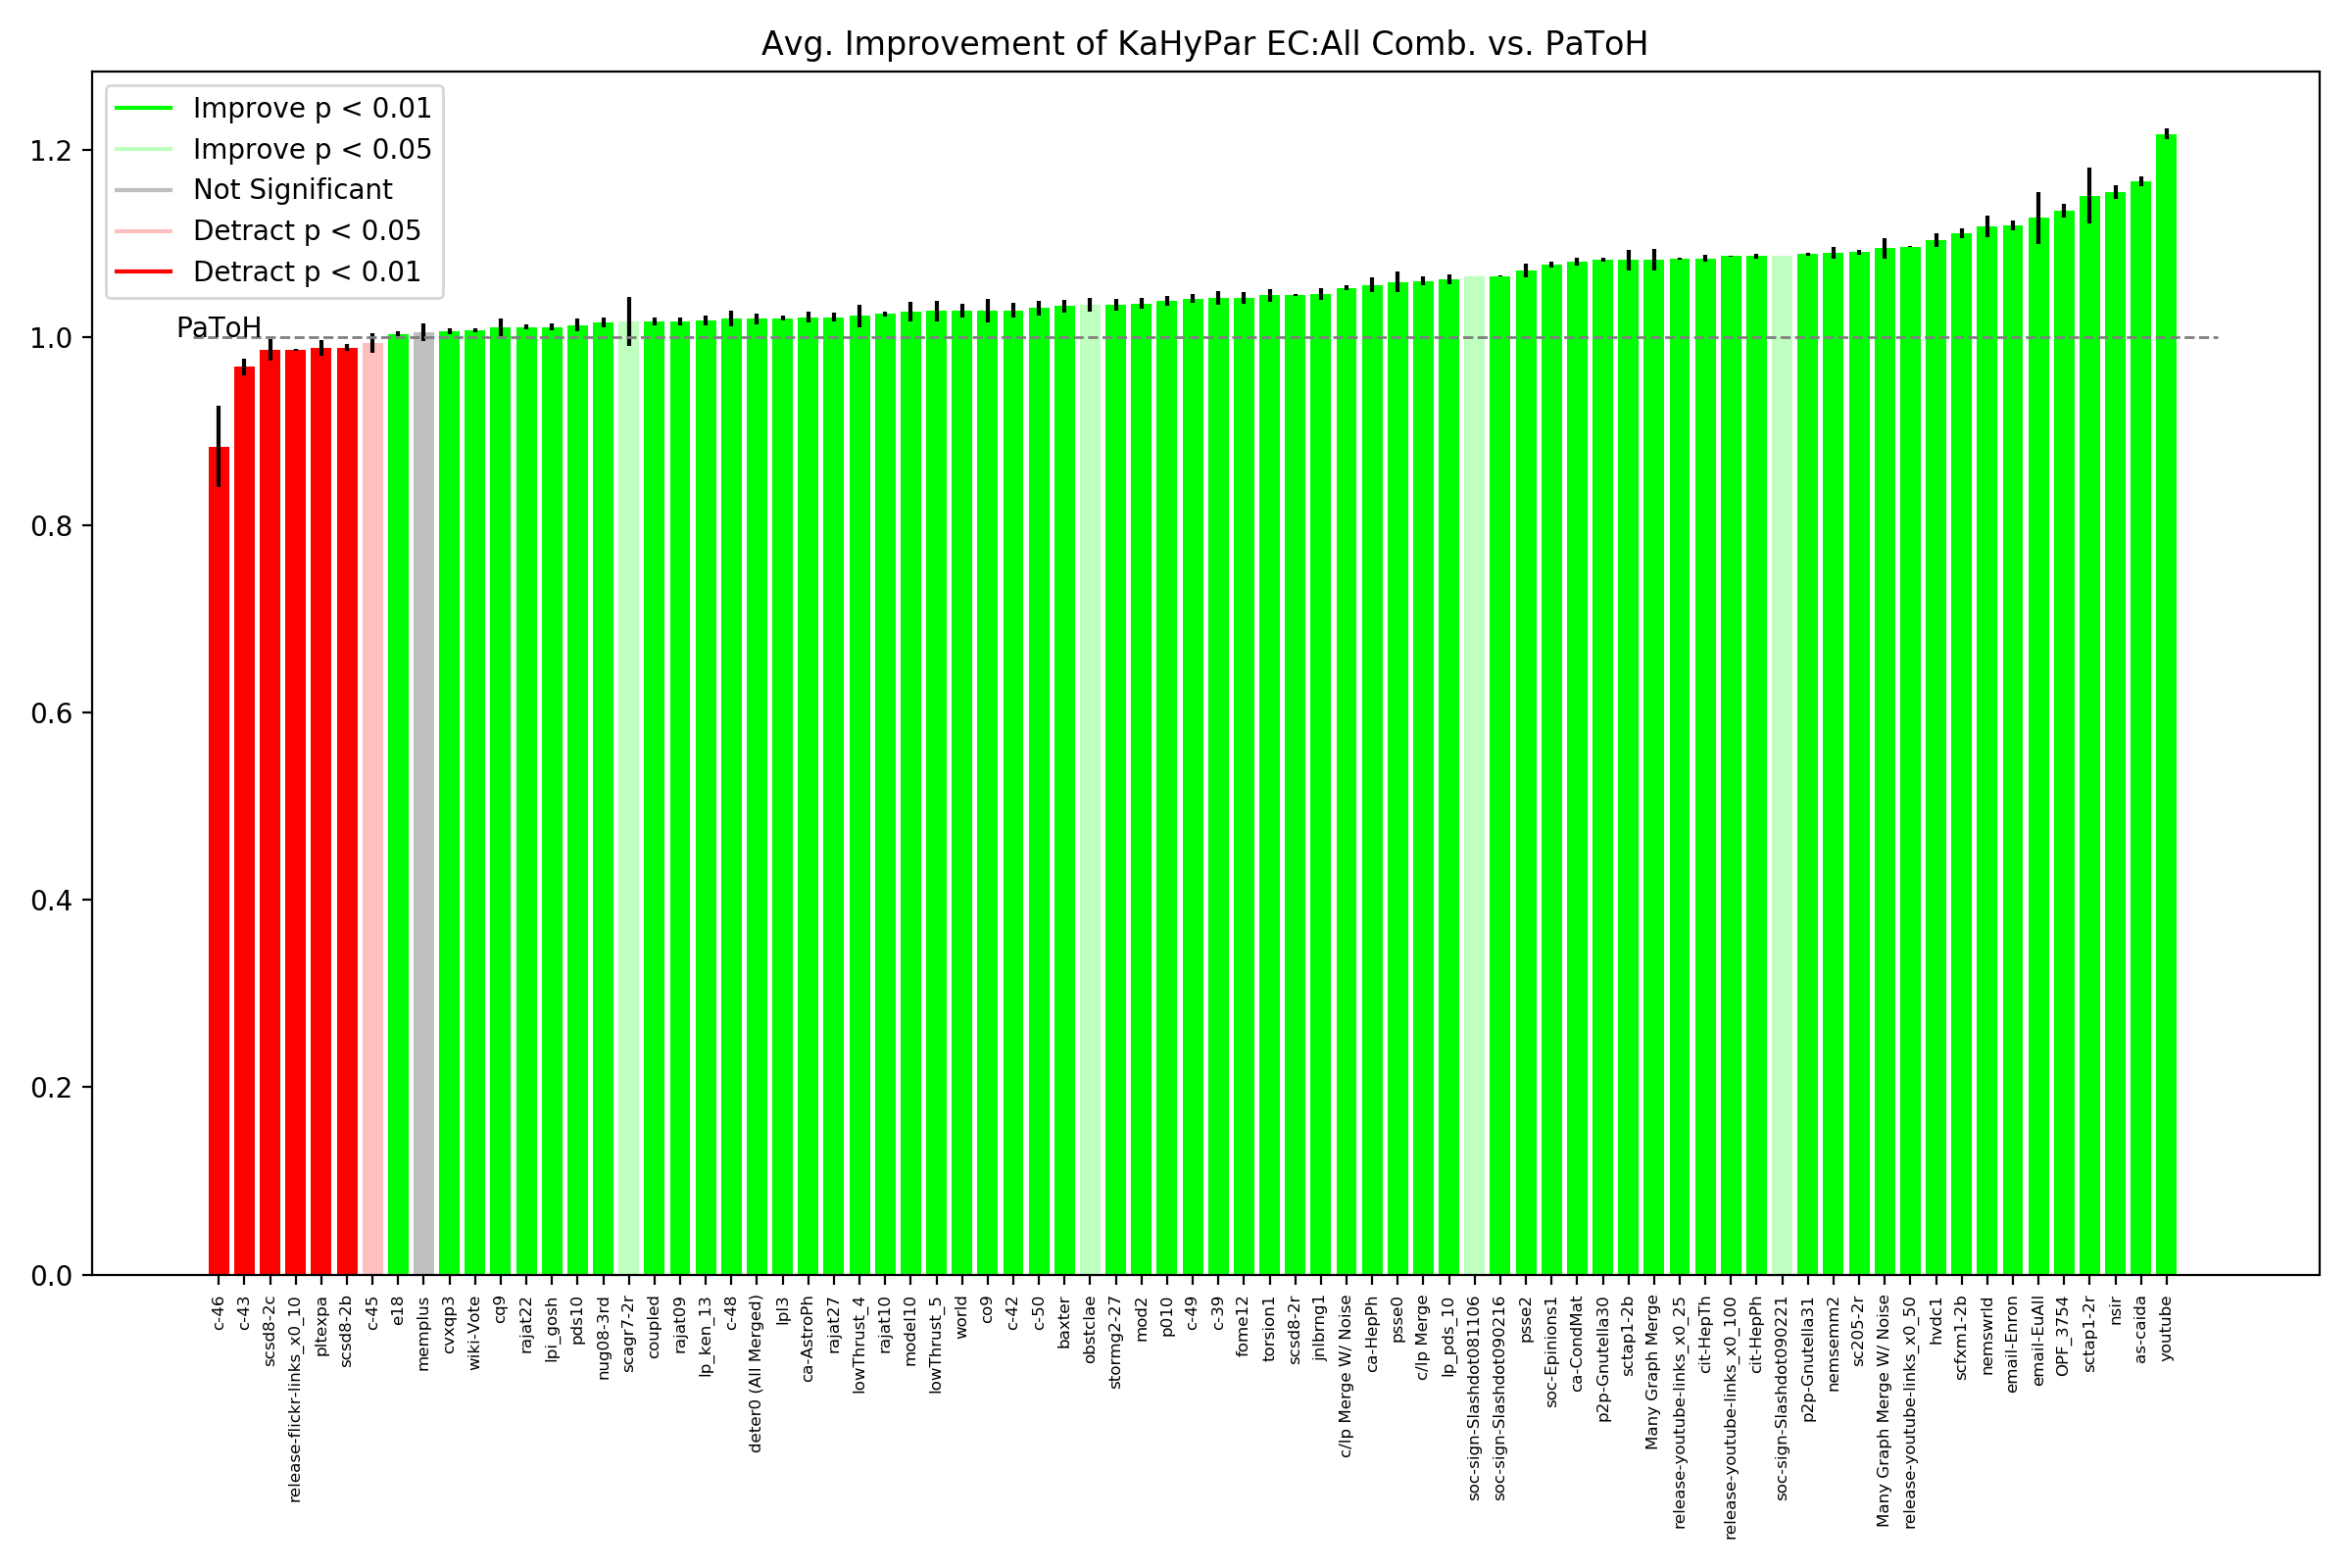 Avg. Improvement of KaHyPar EC:All Comb. vs. PaToH
Improve p < 0.01
Improve p < 0.05
Not Significant
Detract p < 0.05
Detract p < 0.01
PaToH
1.2
1.0
0.8
0.6
0.4
0.2
0.0
c-46
c-43
scsd8-2c
release-flickr-links_x0_10
pltexpa
scsd8-2b
c-45
e18
memplus
cvxqp3
wiki-Vote
cq9
rajat22
lpi_gosh
pds10
nug08-3rd
scagr7-2r
coupled
rajat09
lp_ken_13
c-48
deter0 (All Merged)
lpl3
ca-AstroPh
rajat27
lowThrust_4
rajat10
model10
lowThrust_5
world
co9
c-42
c-50
baxter
obstclae
stormg2-27
mod2
p010
c-49
c-39
fome12
torsion1
scsd8-2r
jnlbrng1
c/lp Merge W/ Noise
ca-HepPh
psse0
c/lp Merge
lp_pds_10
soc-sign-Slashdot081106
soc-sign-Slashdot090216
psse2
soc-Epinions1
ca-CondMat
p2p-Gnutella30
sctap1-2b
Many Graph Merge
release-youtube-links_x0_25
cit-HepTh
release-youtube-links_x0_100
cit-HepPh
soc-sign-Slashdot090221
p2p-Gnutella31
nemsemm2
sc205-2r
Many Graph Merge W/ Noise
release-youtube-links_x0_50
hvdc1
scfxm1-2b
nemswrld
email-Enron
email-EuAll
OPF_3754
sctap1-2r
nsir
as-caida
youtube